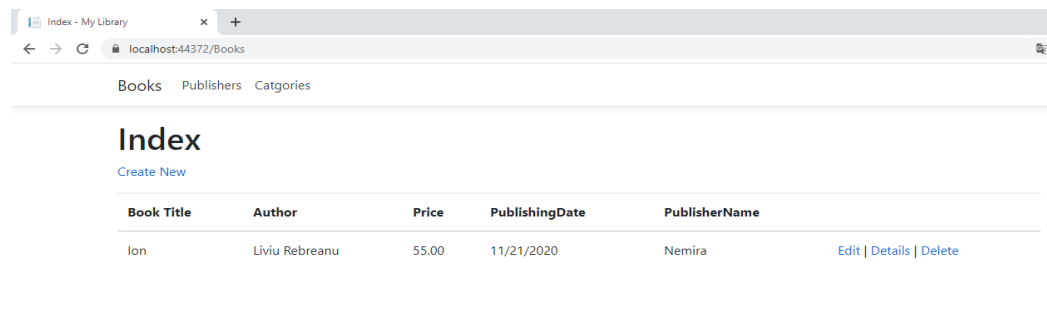 Index - My Library
localhost:44372/Books
Books Publishers Catgories
Index
Create New
Book Title Author Price PublishingDate PublisherName
Ion Liviu Rebreanu 55.00 11/21/2020 Nemira Edit | Details | Delete